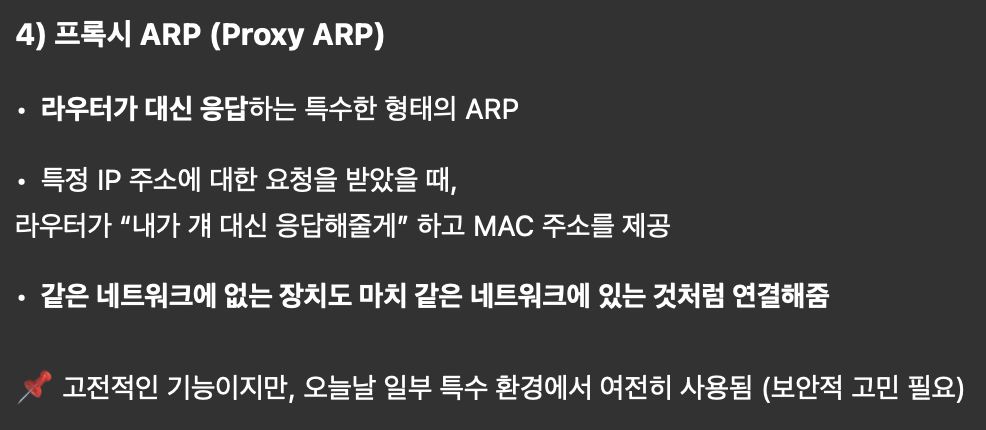 4) 프록시 ARP (Proxy ARP)
• 라우터가 대신 응답하는 특수한 형태의 ARP
• 특정 IP 주소에 대한 요청을 받았을 때,
라우터가 “내가 걔 대신 응답해줄게” 하고 MAC 주소를 제공
• 같은 네트워크에 없는 장치도 마치 같은 네트워크에 있는 것처럼 연결해줌
📌 고전적인 기능이지만, 오늘날 일부 특수 환경에서 여전히 사용됨 (보안적 고민 필요)